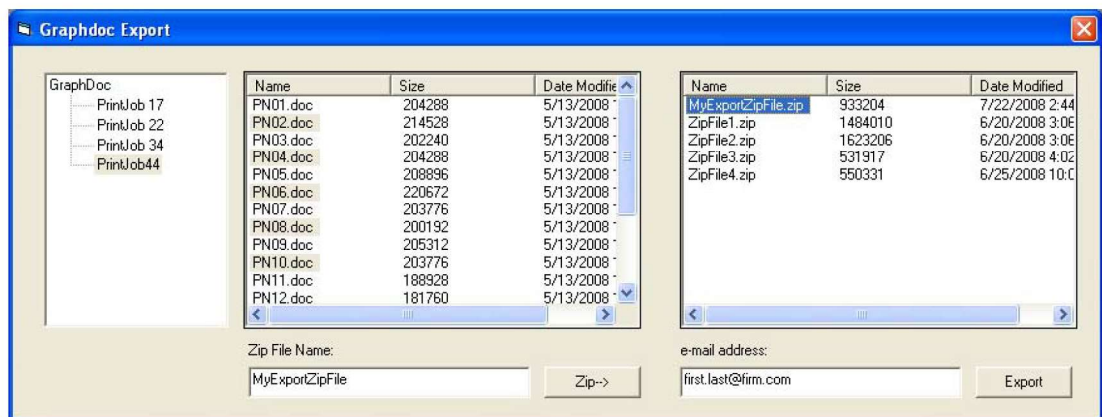 Graphdoc Export
GraphDoc
PrintJob 17
PrintJob 22
PrintJob 34
PrintJob44
Name Size Date Modifie
PN01.doc 204288 5/13/2008
PN02.doc 214528 5/13/2008
PN03.doc 202240 5/13/2008
PN04.doc 204288 5/13/2008
PN05.doc 208896 5/13/2008
PN06.doc 220672 5/13/2008
PN07.doc 203776 5/13/2008
PN08.doc 200192 5/13/2008
PN09.doc 205312 5/13/2008
PN10.doc 203776 5/13/2008
PN11.doc 188928 5/13/2008
PN12.doc 181760 5/13/2008
Name Size Date Modified
MyExportZipFile.zip 933204 7/22/2008 2:44
ZipFile1.zip 1484010 6/20/2008 3:06
ZipFile2.zip 1623206 6/20/2008 3:06
ZipFile3.zip 531917 6/20/2008 4:02
ZipFile4.zip 550331 6/25/2008 10:0
Zip File Name:
MyExportZipFile Zip-->
e-mail address:
first.last@firm.com Export